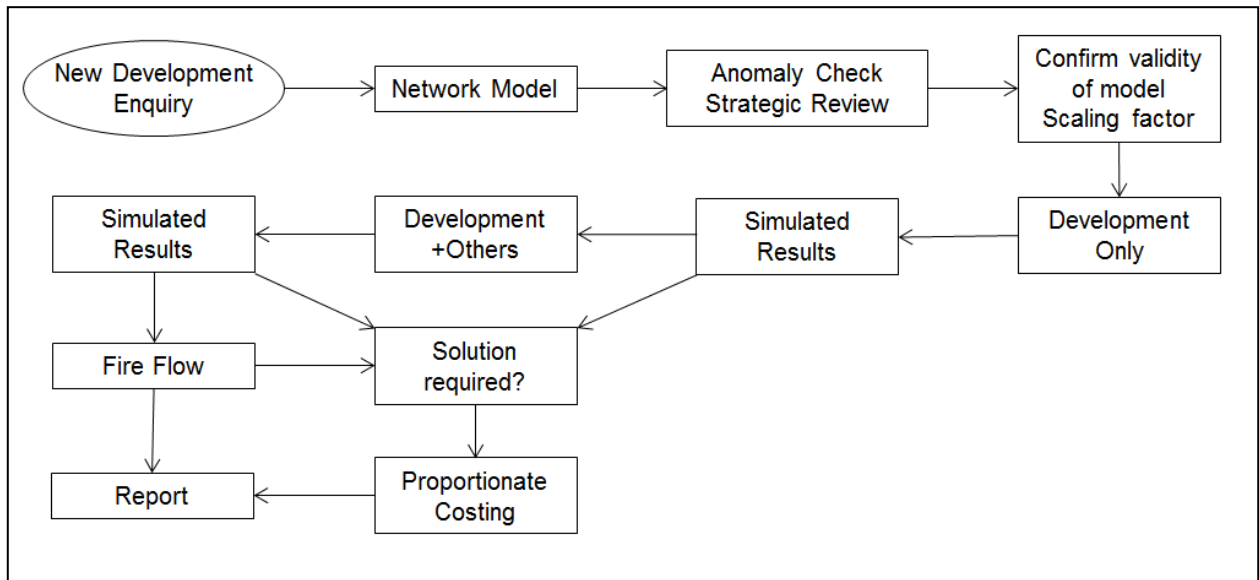 New Development
Enquiry
Network Model
Anomaly Check
Strategic Review
Confirm validity
of model
Scaling factor
Simulated
Results
Development
+Others
Simulated
Results
Development
Only
Fire Flow
Solution
required?
Report
Proportionate
Costing